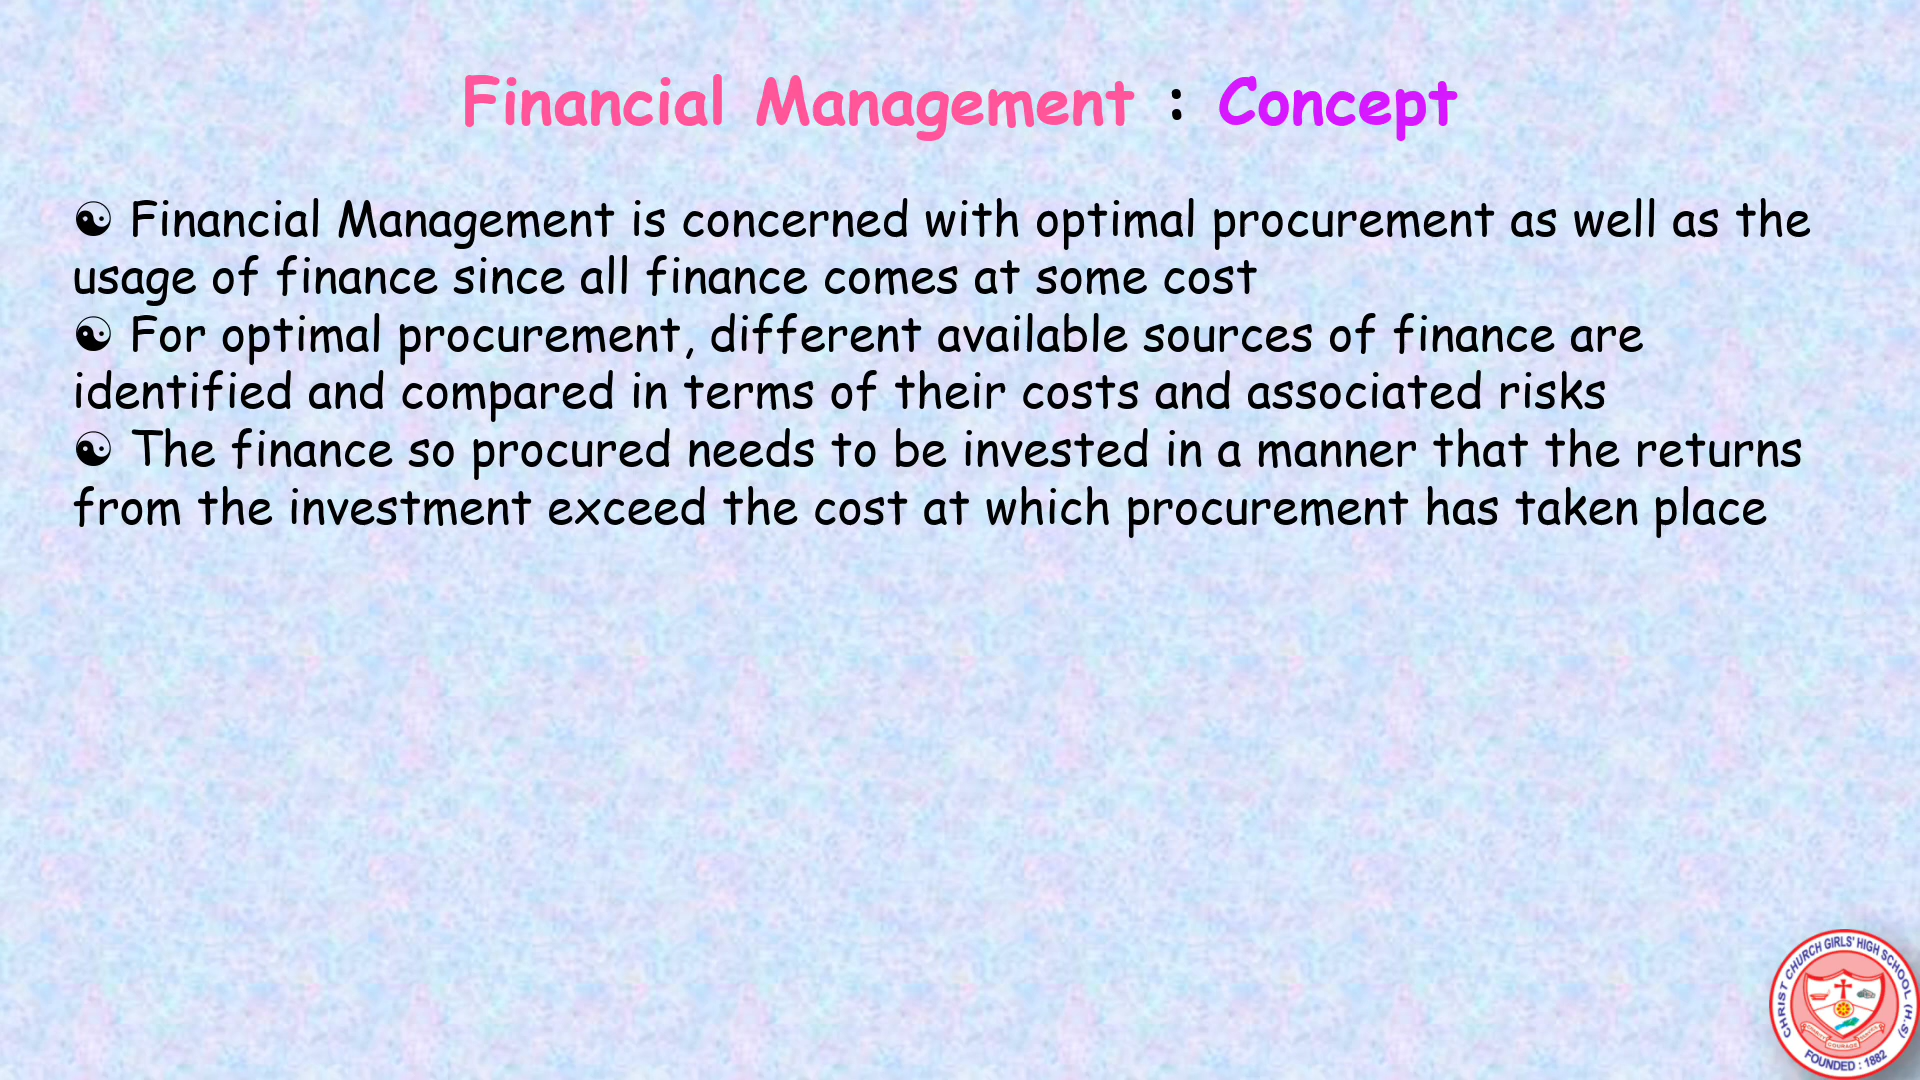 Financial Management : Concept
☯ Financial Management is concerned with optimal procurement as well as the
usage of finance since all finance comes at some cost
☯ For optimal procurement, different available sources of finance are
identified and compared in terms of their costs and associated risks
☯ The finance so procured needs to be invested in a manner that the returns
from the investment exceed the cost at which procurement has taken place
CHRIST CHURCH GIRLS' HIGH SCHOOL (H.S)
COURAGE
FOUNDED : 1882